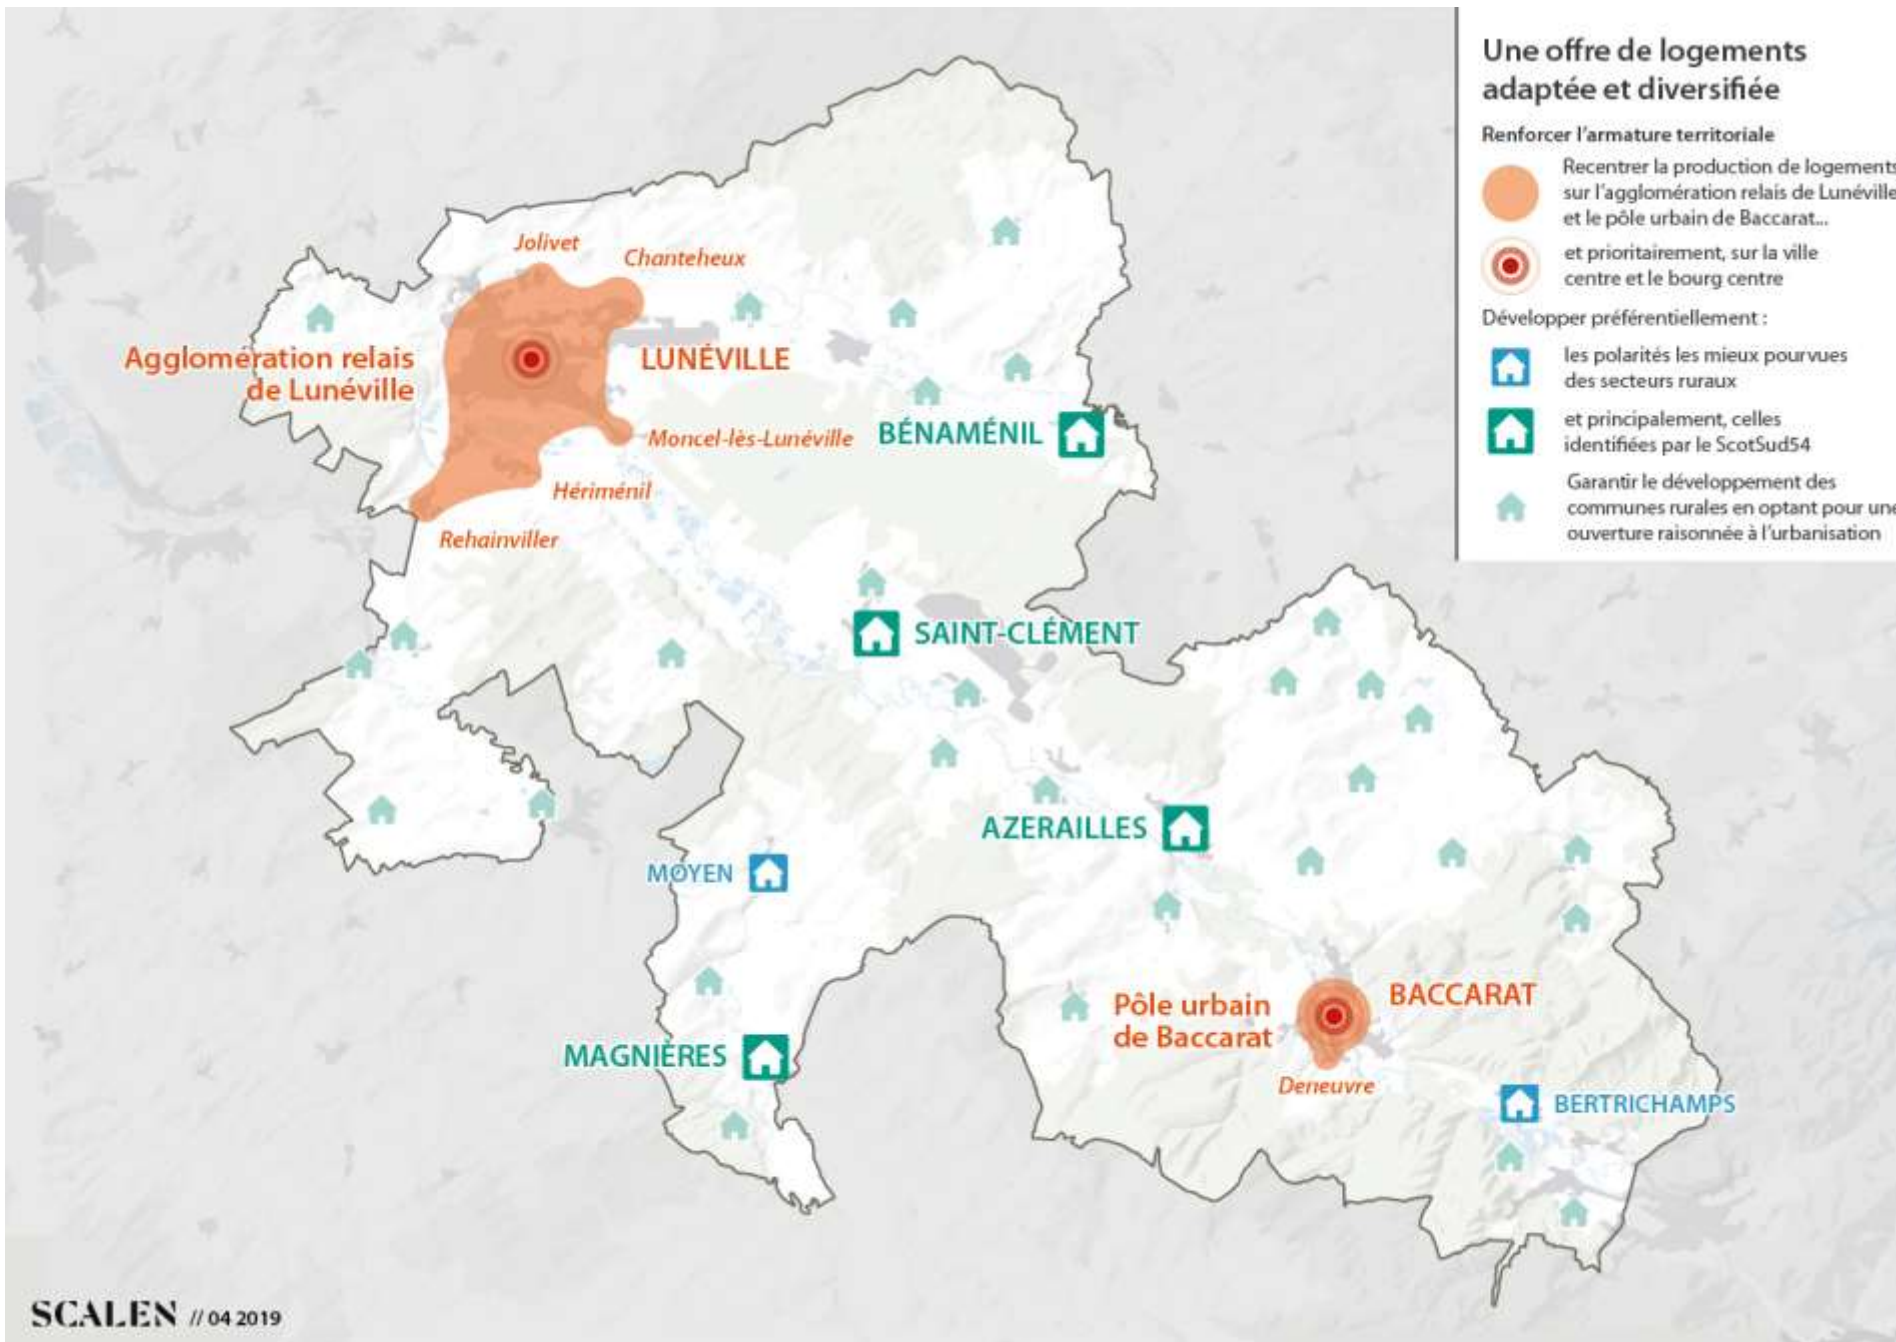 Une offre de logements
adaptée et diversifiée
Renforcer l'armature territoriale
Recentrer la production de logements
sur l'agglomération relais de Lunéville
et le pôle urbain de Baccarat...
et prioritairement, sur la ville
centre et le bourg centre
Développer préférentiellement :
les polarités les mieux pourvues
des secteurs ruraux
et principalement, celles
identifiées par le ScotSud54
Garantir le développement des
communes rurales en optant pour une
ouverture raisonnée à l'urbanisation
Jolivet
Chanteheux
Agglomération relais
de Lunéville
LUNÉVILLE
Moncel-lès-Lunéville
BÉNAMÉNIL
Hériménil
Rehainviller
SAINT-CLÉMENT
AZERAILLES
MOYEN
Pôle urbain
de Baccarat
BACCARAT
MAGNIÈRES
Deneuvre
BERTRICHAMPS
SCALEN // 04 2019